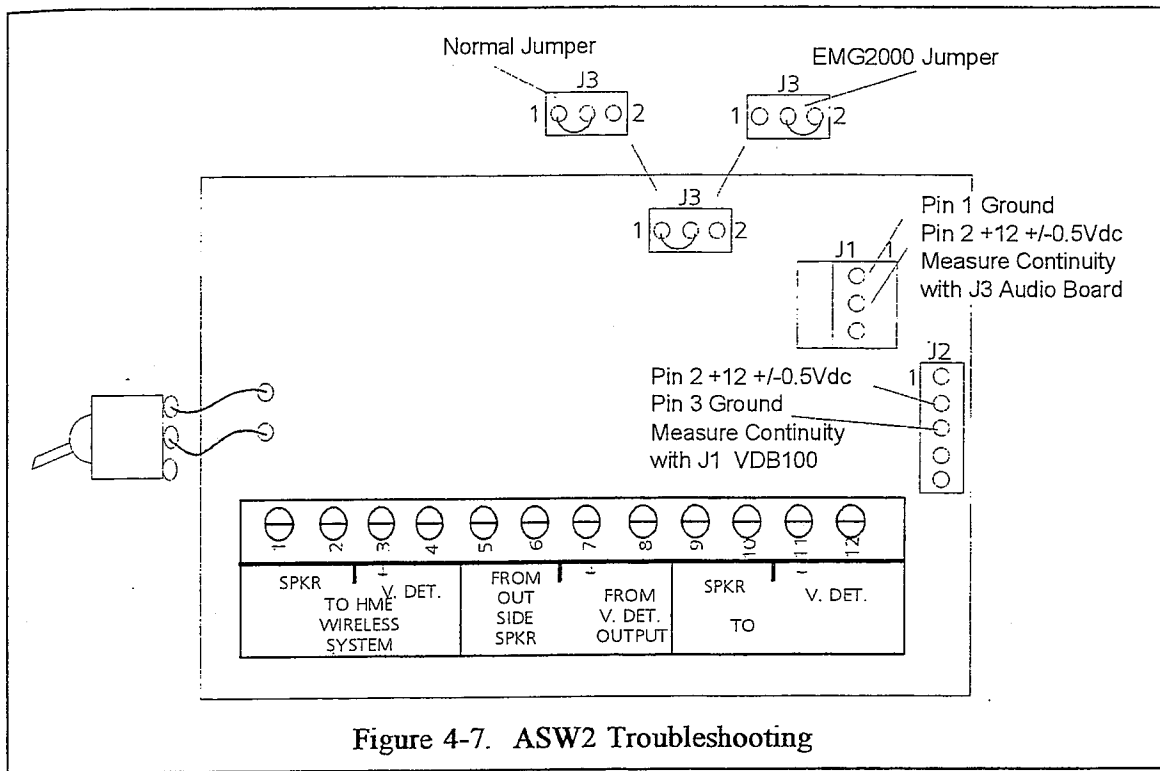 Normal Jumper
EMG2000 Jumper
J3
1 2
J3
1 2
J3
1 2
Pin 1 Ground
Pin 2 +12 +/-0.5Vdc
J1 1
Measure Continuity
with J3 Audio Board
J2
1
Pin 2 +12 +/-0.5Vdc
Pin 3 Ground
Measure Continuity
with J1 VDB100
1 2 3 4 5 6 7 8 9 10 11 12
SPKR
V. DET.
TO HME
WIRELESS
SYSTEM
FROM
OUT
SIDE
SPKR
FROM
V. DET.
OUTPUT
SPKR
V. DET.
TO
Figure 4-7. ASW2 Troubleshooting